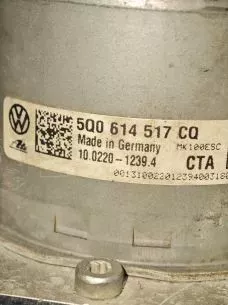 5Q0 614 517 CQ
Made in Germany MK100ESC
10.0220-1239.4 CTA